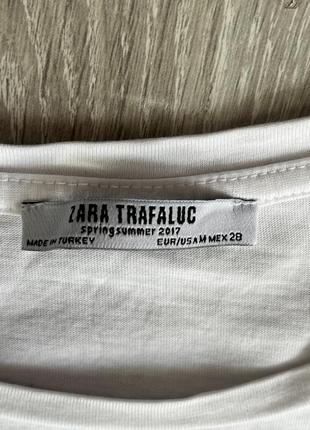 ZARA TRAFALUC
spring summer 2017
MADE IN TURKEY EUR/USA M MEX 28